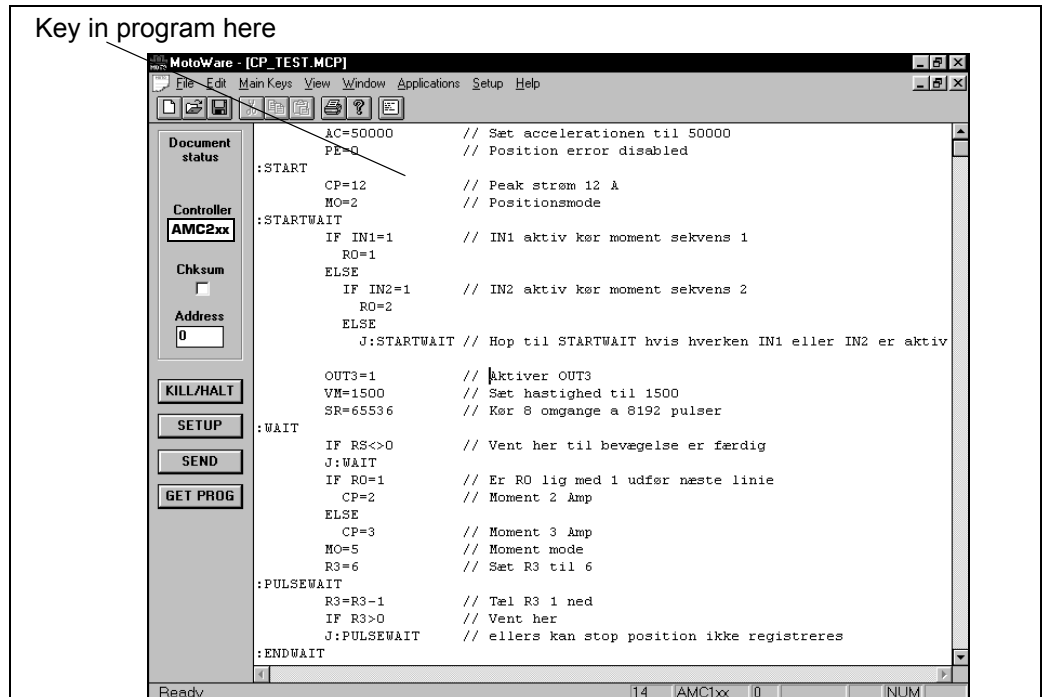 Key in program here
MotoWare - [CP_TEST.MCP]
File Edit Main Keys View Window Applications Setup Help
Document
status
Controller
AMC2xx
Chksum
Address
0
KILL/HALT
SETUP
SEND
GET PROG
AC=50000 // Sæt accelerationen til 50000
PE=0 // Position error disabled
:START
CP=12 // Peak strøm 12 A
MO=2 // Positionsmode
:STARTWAIT
IF IN1=1 // IN1 aktiv kør moment sekvens 1
R0=1
ELSE
IF IN2=1 // IN2 aktiv kør moment sekvens 2
R0=2
ELSE
J:STARTWAIT // Hop til STARTWAIT hvis hverken IN1 eller IN2 er aktiv
OUT3=1 // Aktiver OUT3
VM=1500 // Sæt hastighed til 1500
SR=65536 // Kør 8 omgange a 8192 pulser
:WAIT
IF RS<>0 // Vent her til bevægelse er færdig
J:WAIT
IF R0=1 // Er R0 lig med 1 udfør næste linie
CP=2 // Moment 2 Amp
ELSE
CP=3 // Moment 3 Amp
MO=5 // Moment mode
R3=6 // Sæt R3 til 6
:PULSEWAIT
R3=R3-1 // Tæl R3 1 ned
IF R3>0 // Vent her
J:PULSEWAIT // ellers kan stop position ikke registreres
:ENDWAIT
Ready 14 AMC1xx 0 NUM